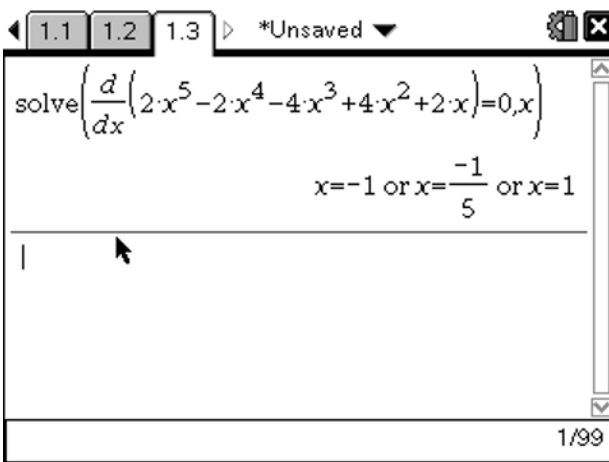 1.1 1.2 1.3 *Unsaved
solve(d/dx(2·x^5−2·x^4−4·x^3+4·x^2+2·x)=0,x)
x=−1 or x=−1/5 or x=1
1/99